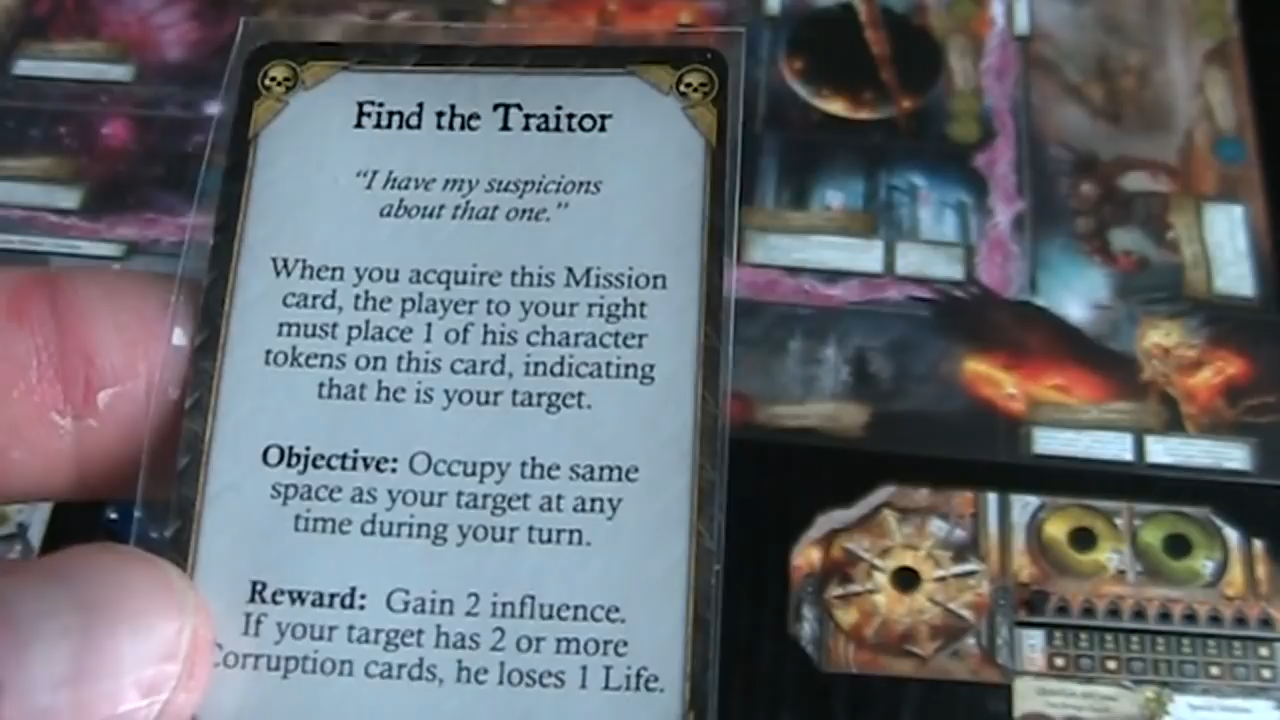 Find the Traitor
“I have my suspicions
about that one.”
When you acquire this Mission
card, the player to your right
must place 1 of his character
tokens on this card, indicating
that he is your target.
Objective: Occupy the same
space as your target at any
time during your turn.
Reward: Gain 2 influence.
If your target has 2 or more
Corruption cards, he loses 1 Life.